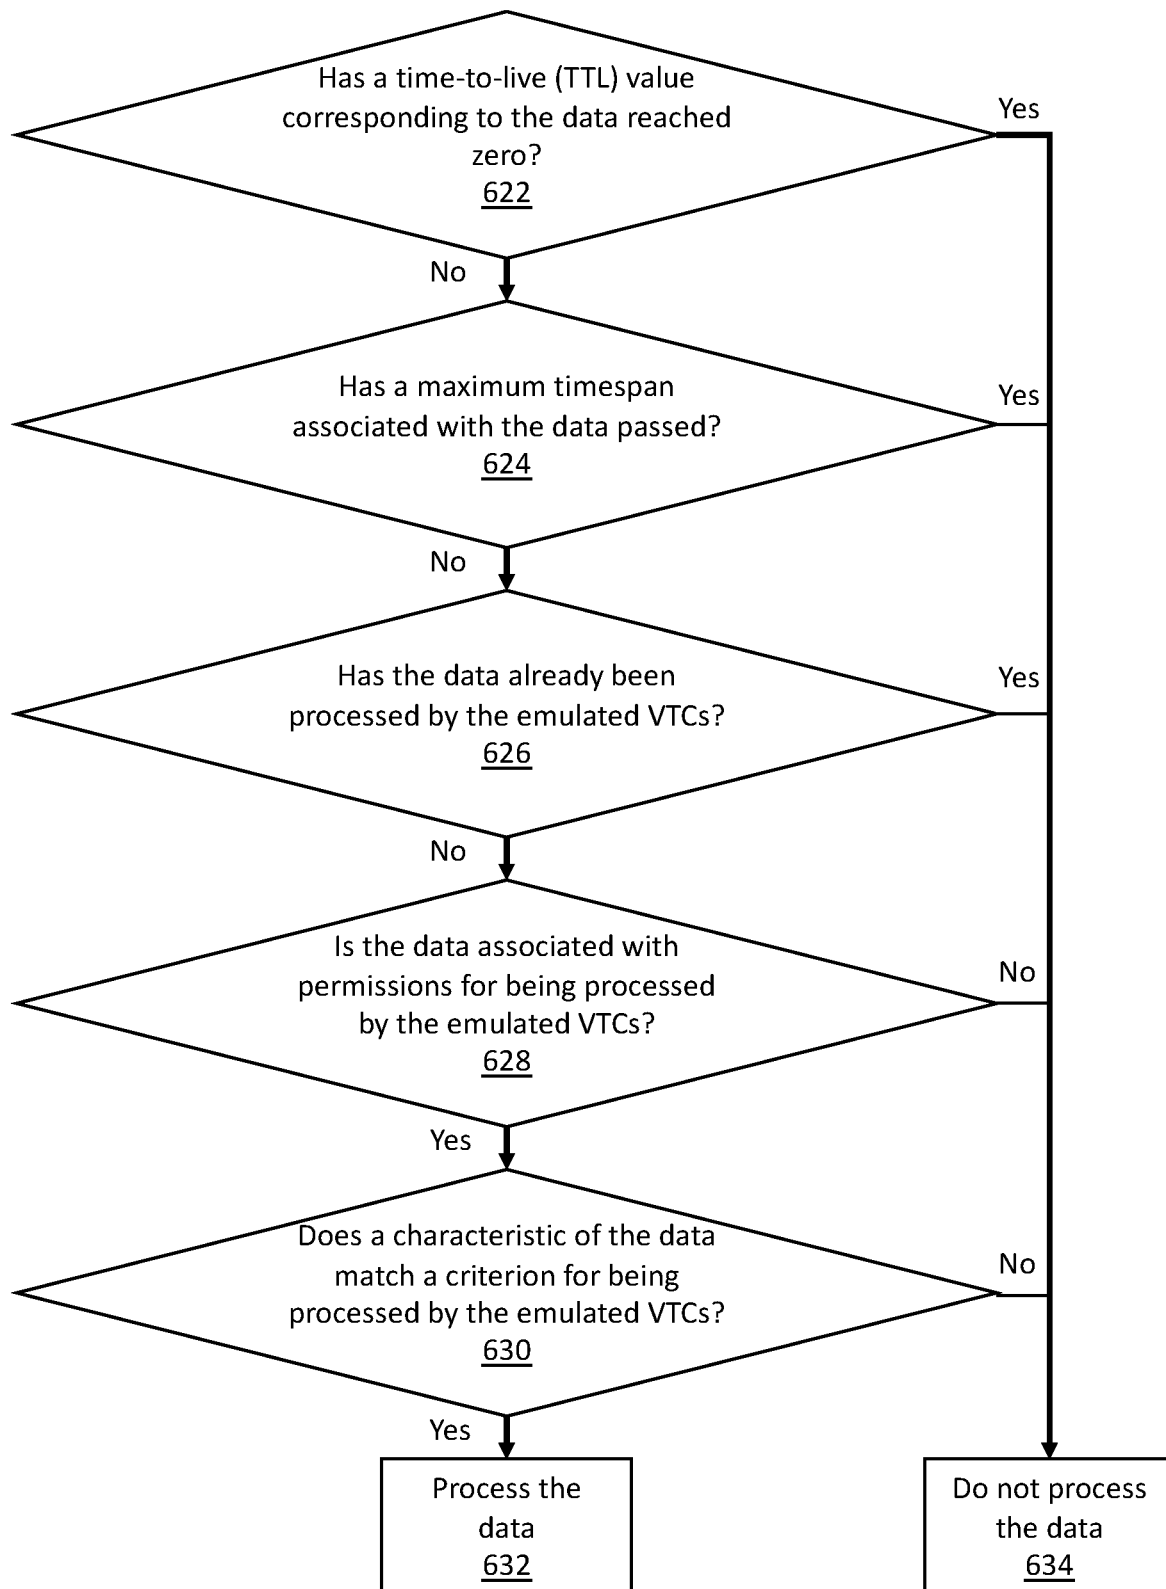 Has a time-to-live (TTL) value
corresponding to the data reached
zero?
622
Yes
No
Has a maximum timespan
associated with the data passed?
624
Yes
No
Has the data already been
processed by the emulated VTCs?
626
Yes
No
Is the data associated with
permissions for being processed
by the emulated VTCs?
628
No
Yes
Does a characteristic of the data
match a criterion for being
processed by the emulated VTCs?
630
No
Yes
Process the
data
632
Do not process
the data
634